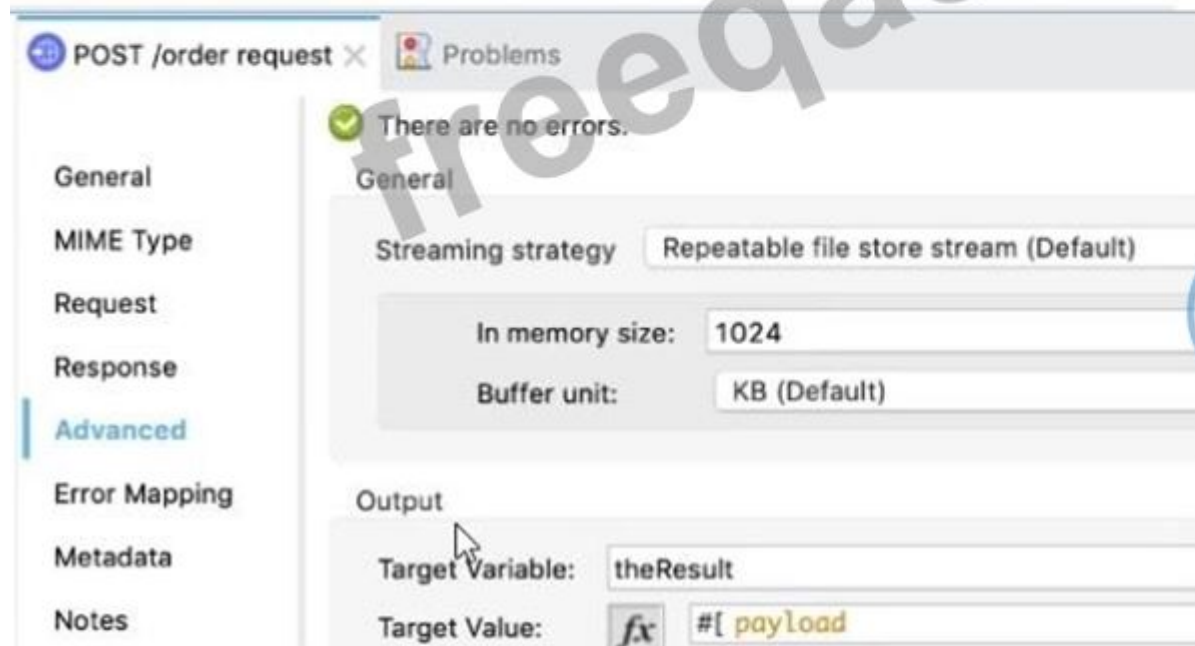 POST /order request
Problems
There are no errors.
General
General
MIME Type
Streaming strategy Repeatable file store stream (Default)
Request
In memory size: 1024
Response
Buffer unit: KB (Default)
Advanced
Error Mapping
Output
Metadata
Target Variable: theResult
Notes
Target Value: fx #[ payload